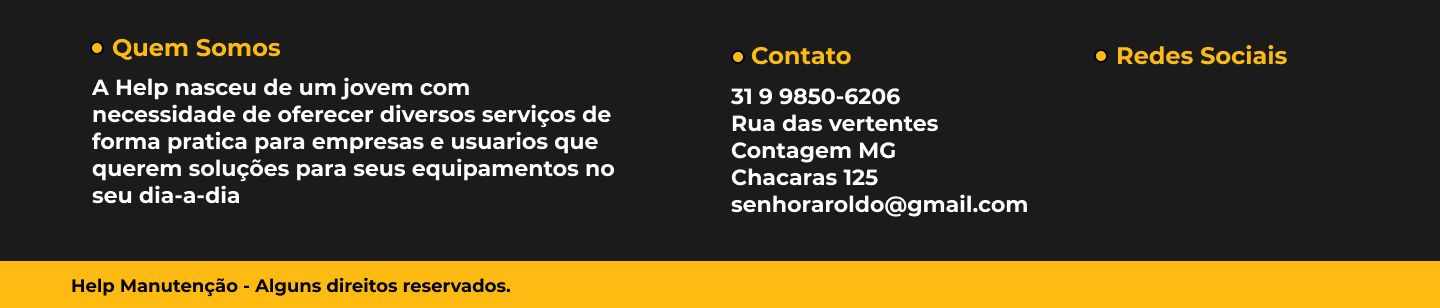 Quem Somos
A Help nasceu de um jovem com
necessidade de oferecer diversos serviços de
forma pratica para empresas e usuarios que
querem soluções para seus equipamentos no
seu dia-a-dia
Contato
31 9 9850-6206
Rua das vertentes
Contagem MG
Chacaras 125
senhoraroldo@gmail.com
Redes Sociais
Help Manutenção - Alguns direitos reservados.